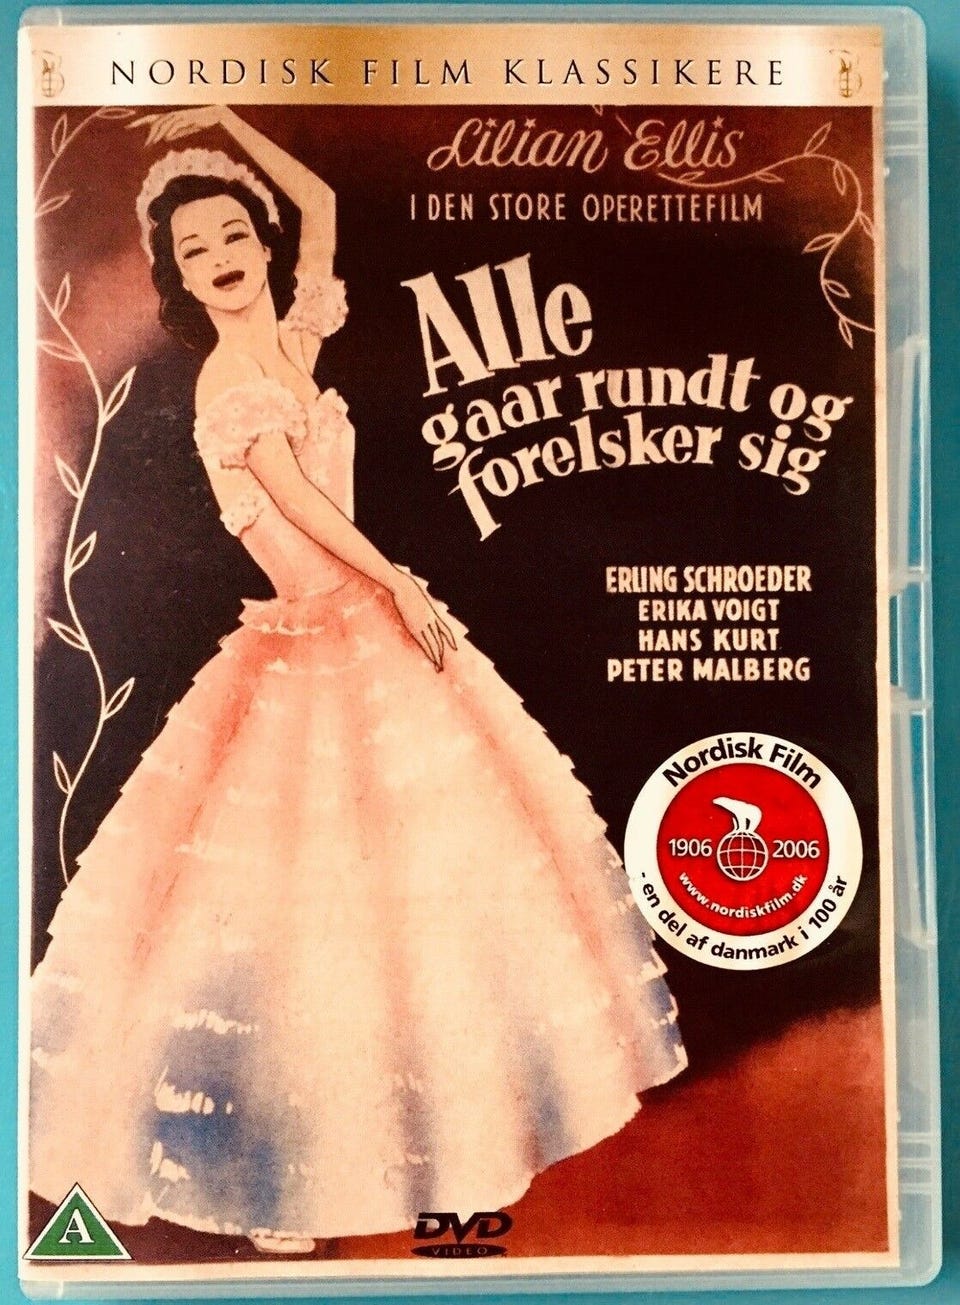 NORDISK FILM KLASSIKERE
Lilian Ellis
I DEN STORE OPERETTEFILM
Alle
gaar rundt og
forelsker sig
ERLING SCHROEDER
ERIKA VOIGT
HANS KURT
PETER MALBERG
Nordisk Film
1906 2006
www.nordiskfilm.dk
- en del af danmark i 100 år
A
DVD
VIDEO